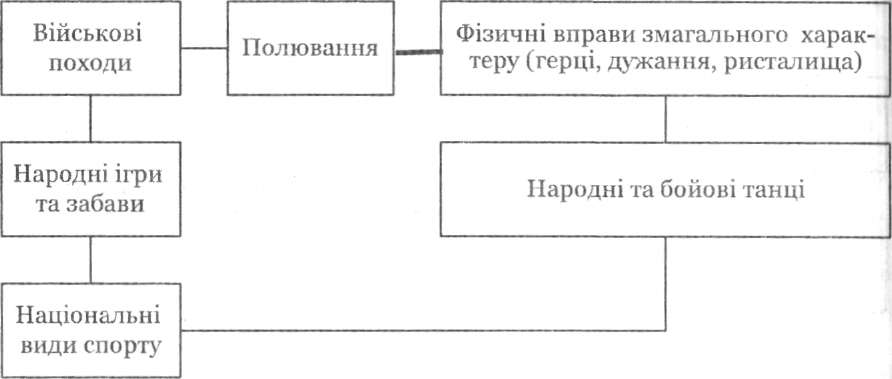 Військові
походи
Полювання
Фізичні вправи змагального харак-
теру (герці, дужання, ристалища)
Народні ігри
та забави
Народні та бойові танці
Національні
види спорту